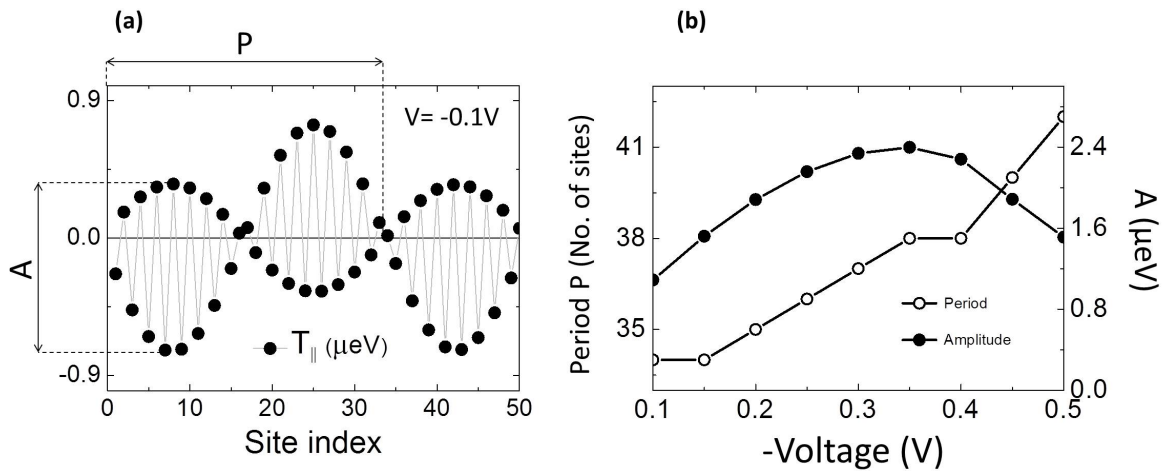 (a)
P
V= -0.1V
0.9
0.0
-0.9
A
T|| (μeV)
0 10 20 30 40 50
Site index
(b)
Period P (No. of sites)
41
38
35
2.4
1.6
0.8
0.0
A (μeV)
Period
Amplitude
0.1 0.2 0.3 0.4 0.5
-Voltage (V)